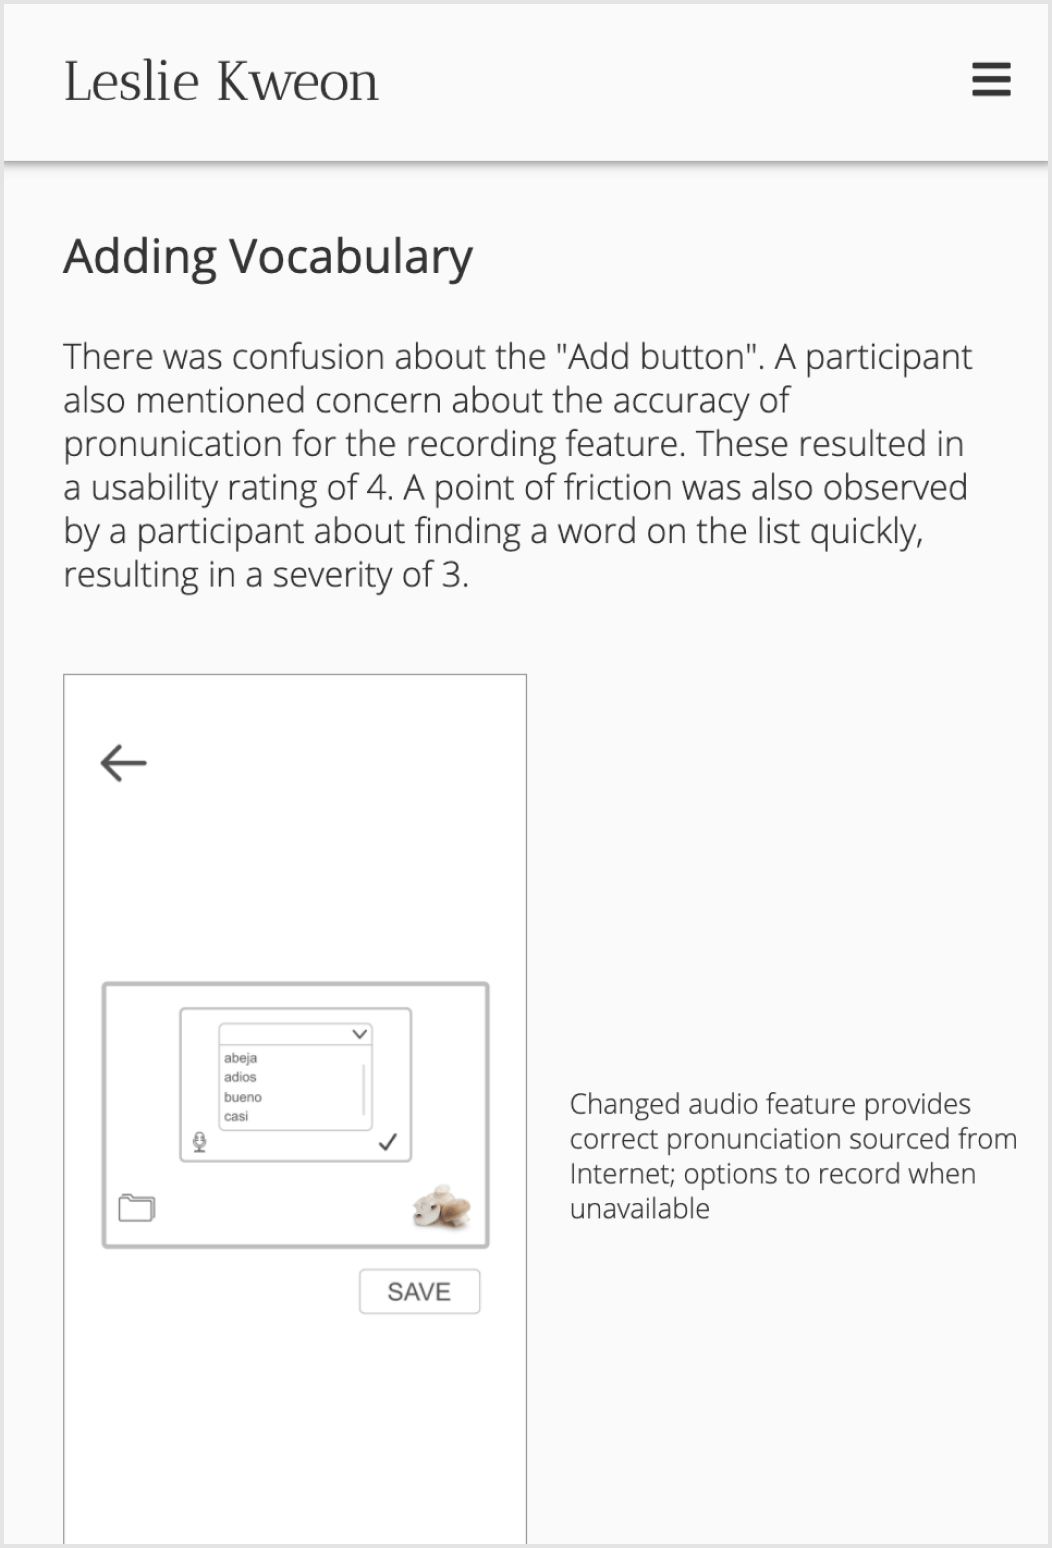 Leslie Kweon
Adding Vocabulary
There was confusion about the "Add button". A participant
also mentioned concern about the accuracy of
pronunication for the recording feature. These resulted in
a usability rating of 4. A point of friction was also observed
by a participant about finding a word on the list quickly,
resulting in a severity of 3.
abeja
adios
bueno
casi
SAVE
Changed audio feature provides
correct pronunciation sourced from
Internet; options to record when
unavailable